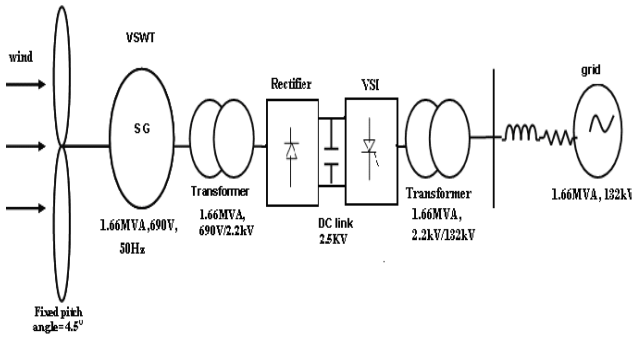 VSWT
wind
grid
Rectifier
VSI
SG
Transformer
1.66MVA,
690V/2.2kV
Transformer
1.66MVA,
2.2kV/132kV
1.66MVA, 132kV
1.66MVA,690V,
50Hz
DC link
2.5KV
Fixed pitch
angle=4.5⁰